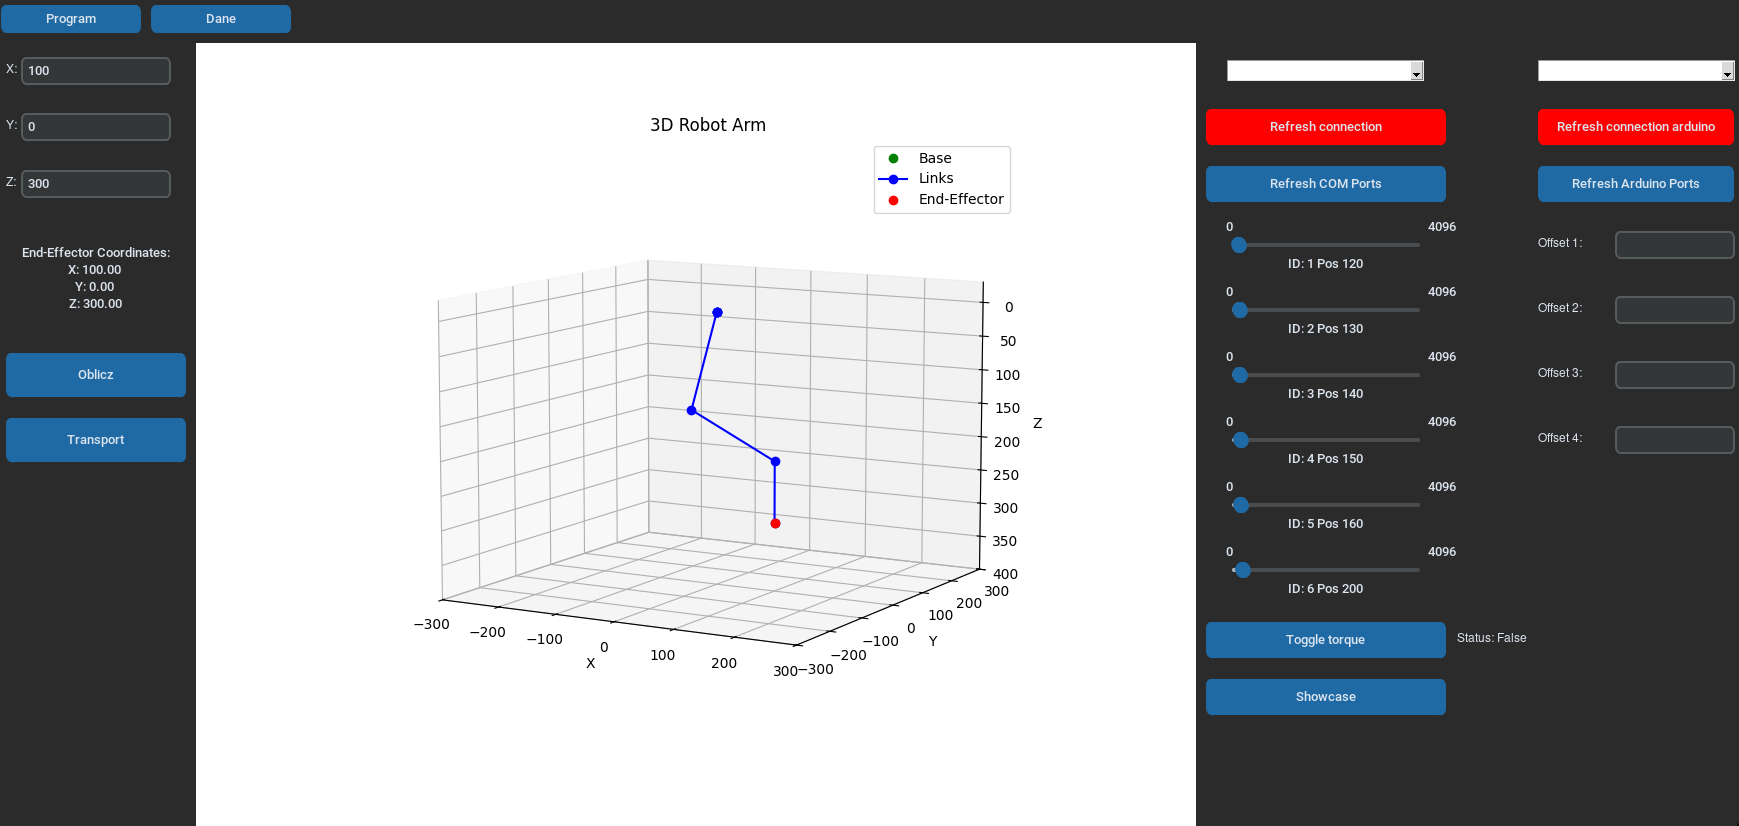 Program
Dane
X: 100
Y: 0
Z: 300
End-Effector Coordinates:
X: 100.00
Y: 0.00
Z: 300.00
Oblicz
Transport
3D Robot Arm
Base
Links
End-Effector
0
50
100
150
200
250
300
350
400
Z
−300
−200
−100
0
100
200
300
X
−300
−200
−100
0
100
200
300
Y
Refresh connection
Refresh COM Ports
0 4096
ID: 1 Pos 120
0 4096
ID: 2 Pos 130
0 4096
ID: 3 Pos 140
0 4096
ID: 4 Pos 150
0 4096
ID: 5 Pos 160
0 4096
ID: 6 Pos 200
Toggle torque
Status: False
Showcase
Refresh connection arduino
Refresh Arduino Ports
Offset 1:
Offset 2:
Offset 3:
Offset 4: